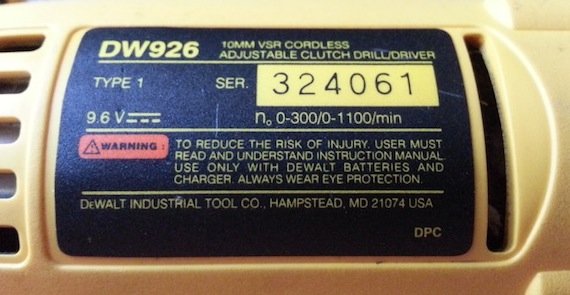 DW926 10MM VSR CORDLESS
ADJUSTABLE CLUTCH DRILL/DRIVER
TYPE 1 SER. 324061
9.6 V n₀ 0-300/0-1100/min
WARNING: TO REDUCE THE RISK OF INJURY. USER MUST
READ AND UNDERSTAND INSTRUCTION MANUAL.
USE ONLY WITH DEWALT BATTERIES AND
CHARGER. ALWAYS WEAR EYE PROTECTION.
DEWALT INDUSTRIAL TOOL CO., HAMPSTEAD, MD 21074 USA
DPC